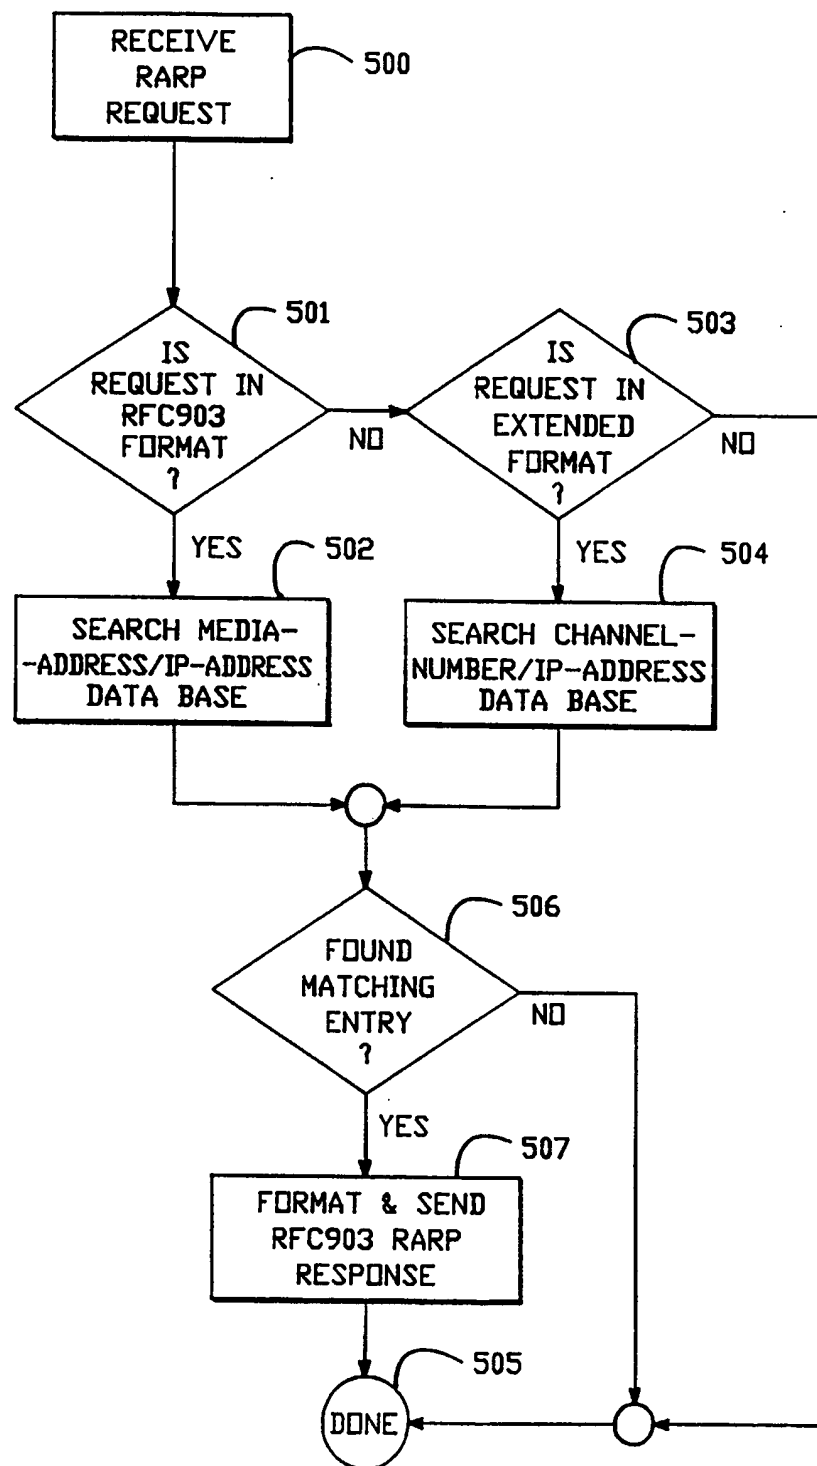 RECEIVE
RARP
REQUEST
500
501
IS
REQUEST IN
RFC903
FORMAT
?
NO
503
IS
REQUEST IN
EXTENDED
FORMAT
?
NO
YES
502
YES
504
SEARCH MEDIA-
-ADDRESS/IP-ADDRESS
DATA BASE
SEARCH CHANNEL-
NUMBER/IP-ADDRESS
DATA BASE
506
FOUND
MATCHING
ENTRY
?
NO
YES
507
FORMAT & SEND
RFC903 RARP
RESPONSE
505
DONE